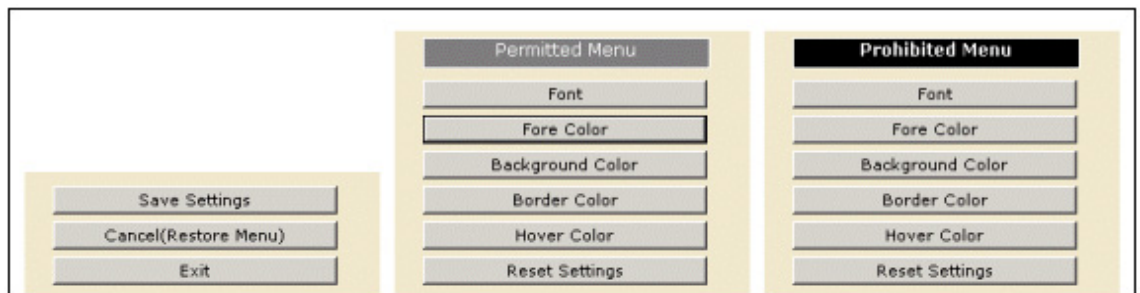 Save Settings
Cancel(Restore Menu)
Exit
Permitted Menu
Font
Fore Color
Background Color
Border Color
Hover Color
Reset Settings
Prohibited Menu
Font
Fore Color
Background Color
Border Color
Hover Color
Reset Settings